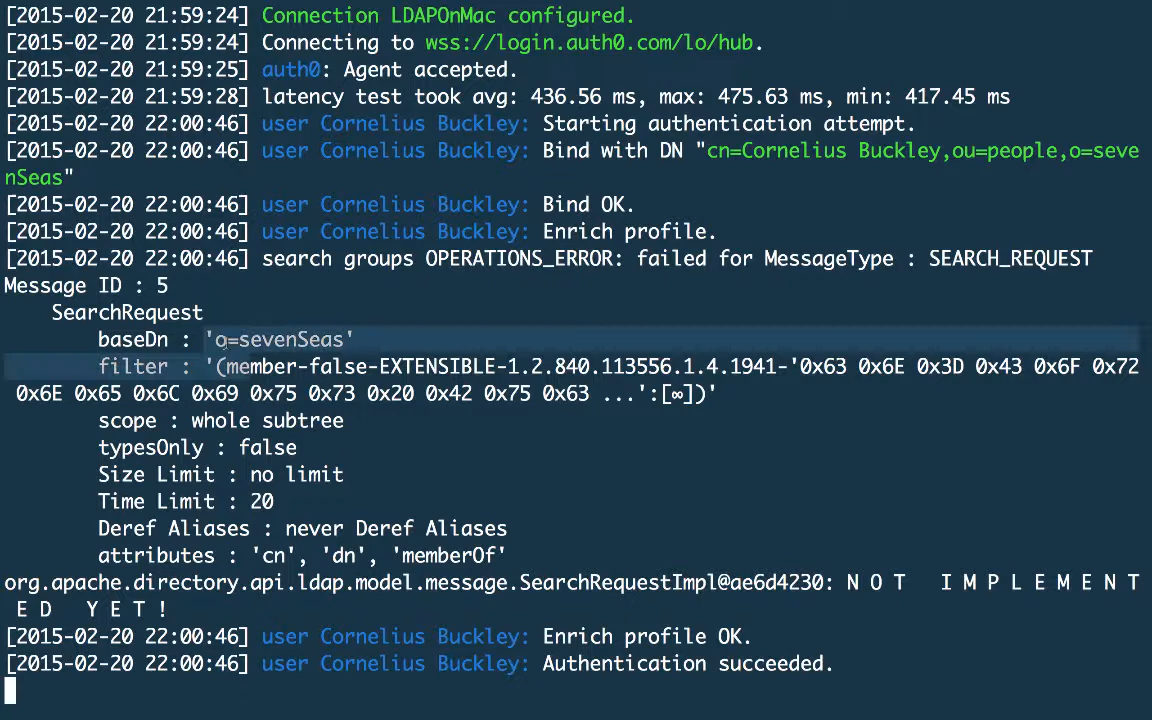 [2015-02-20 21:59:24] Connection LDAPOnMac configured.
[2015-02-20 21:59:24] Connecting to wss://login.auth0.com/lo/hub.
[2015-02-20 21:59:25] auth0: Agent accepted.
[2015-02-20 21:59:28] latency test took avg: 436.56 ms, max: 475.63 ms, min: 417.45 ms
[2015-02-20 22:00:46] user Cornelius Buckley: Starting authentication attempt.
[2015-02-20 22:00:46] user Cornelius Buckley: Bind with DN "cn=Cornelius Buckley,ou=people,o=seve
nSeas"
[2015-02-20 22:00:46] user Cornelius Buckley: Bind OK.
[2015-02-20 22:00:46] user Cornelius Buckley: Enrich profile.
[2015-02-20 22:00:46] search groups OPERATIONS_ERROR: failed for MessageType : SEARCH_REQUEST
Message ID : 5
    SearchRequest
        baseDn : 'o=sevenSeas'
        filter : '(member-false-EXTENSIBLE-1.2.840.113556.1.4.1941-'0x63 0x6E 0x3D 0x43 0x6F 0x72
 0x6E 0x65 0x6C 0x69 0x75 0x73 0x20 0x42 0x75 0x63 ...':[∞])'
        scope : whole subtree
        typesOnly : false
        Size Limit : no limit
        Time Limit : 20
        Deref Aliases : never Deref Aliases
        attributes : 'cn', 'dn', 'memberOf'
org.apache.directory.api.ldap.model.message.SearchRequestImpl@ae6d4230: N O T   I M P L E M E N T
 E D   Y E T !
[2015-02-20 22:00:46] user Cornelius Buckley: Enrich profile OK.
[2015-02-20 22:00:46] user Cornelius Buckley: Authentication succeeded.